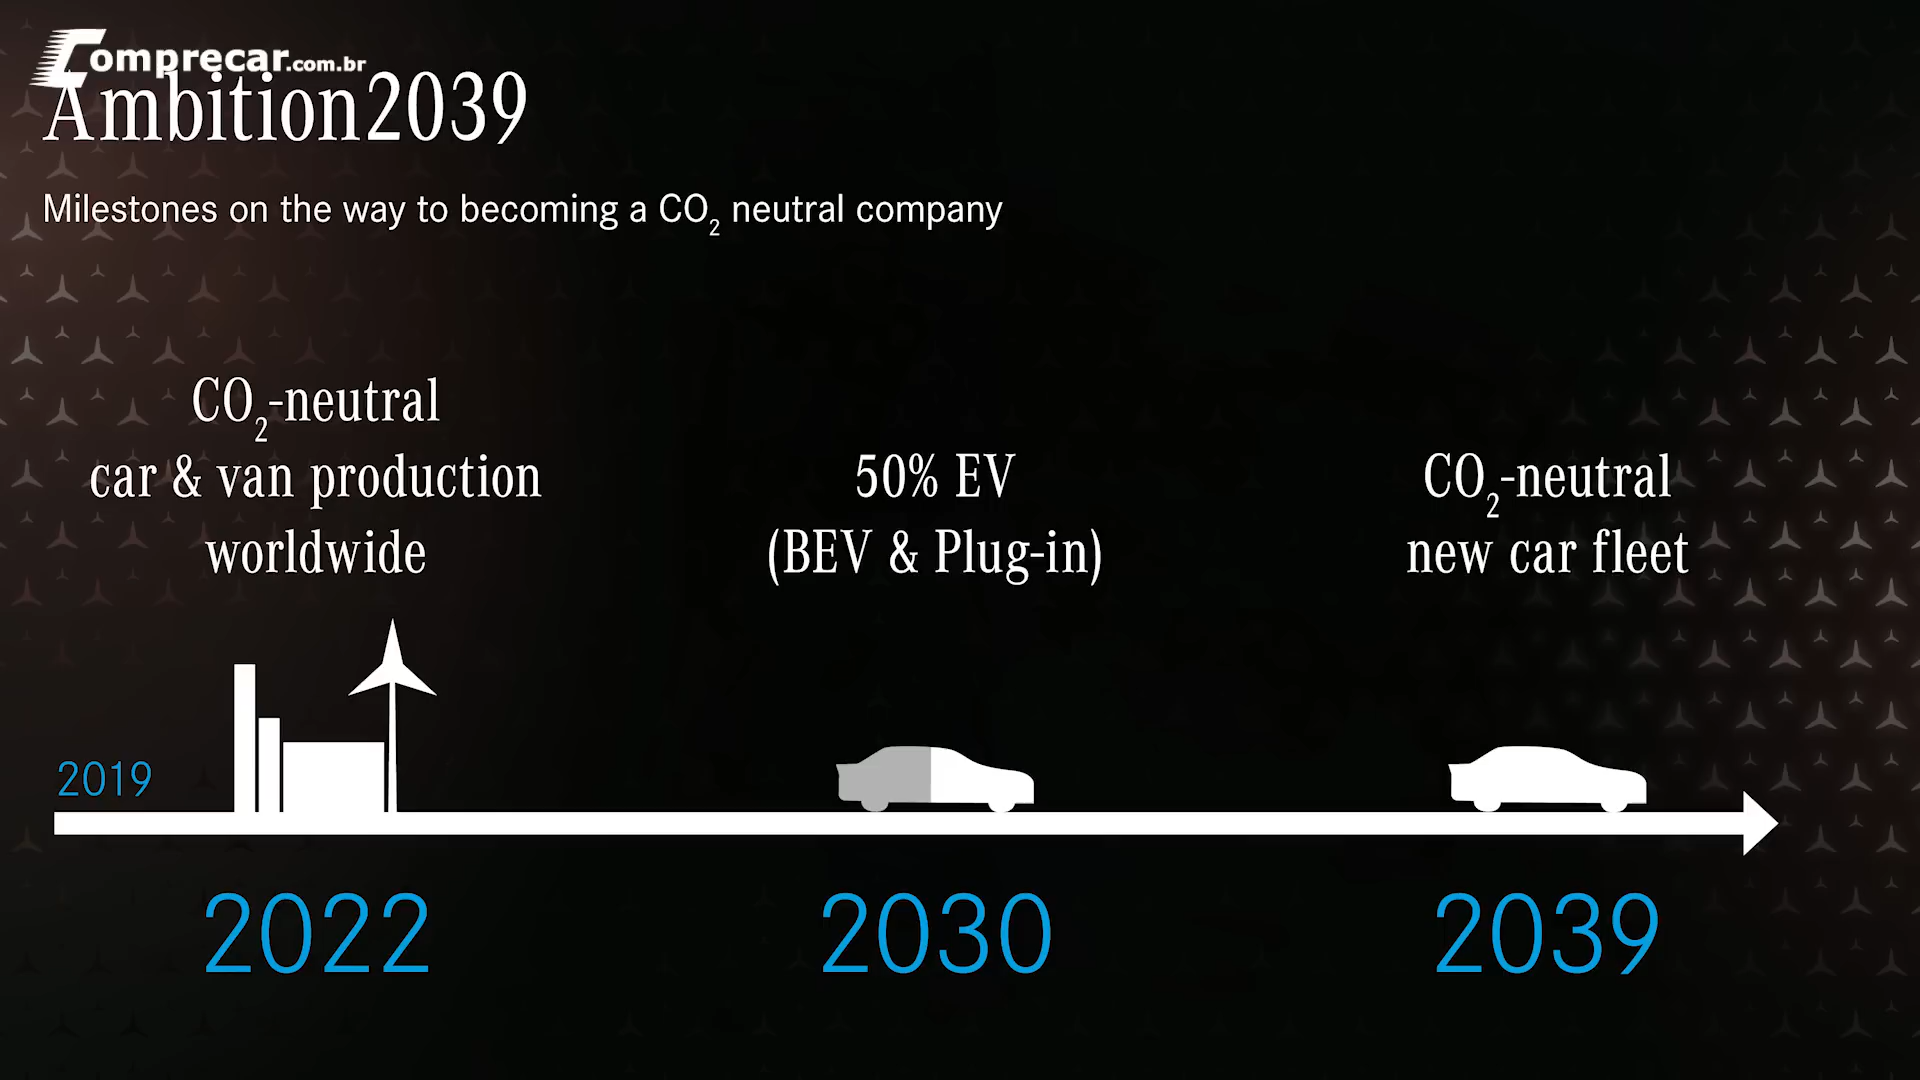 Comprecar.com.br
Ambition2039
Milestones on the way to becoming a CO₂ neutral company
CO₂-neutral
car & van production
worldwide
50% EV
(BEV & Plug-in)
CO₂-neutral
new car fleet
2019
2022
2030
2039